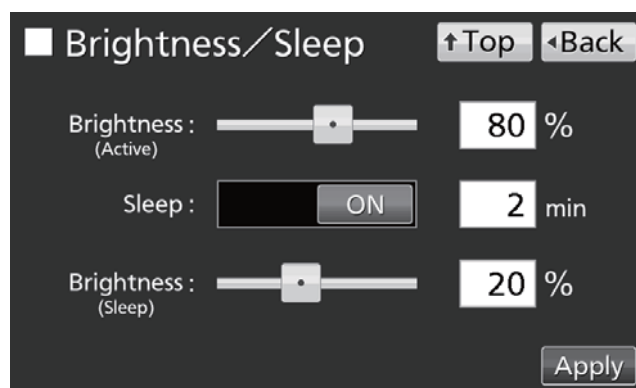 Brightness／Sleep
↑Top
◂Back
Brightness : 80 %
(Active)
Sleep : ON 2 min
Brightness : 20 %
(Sleep)
Apply